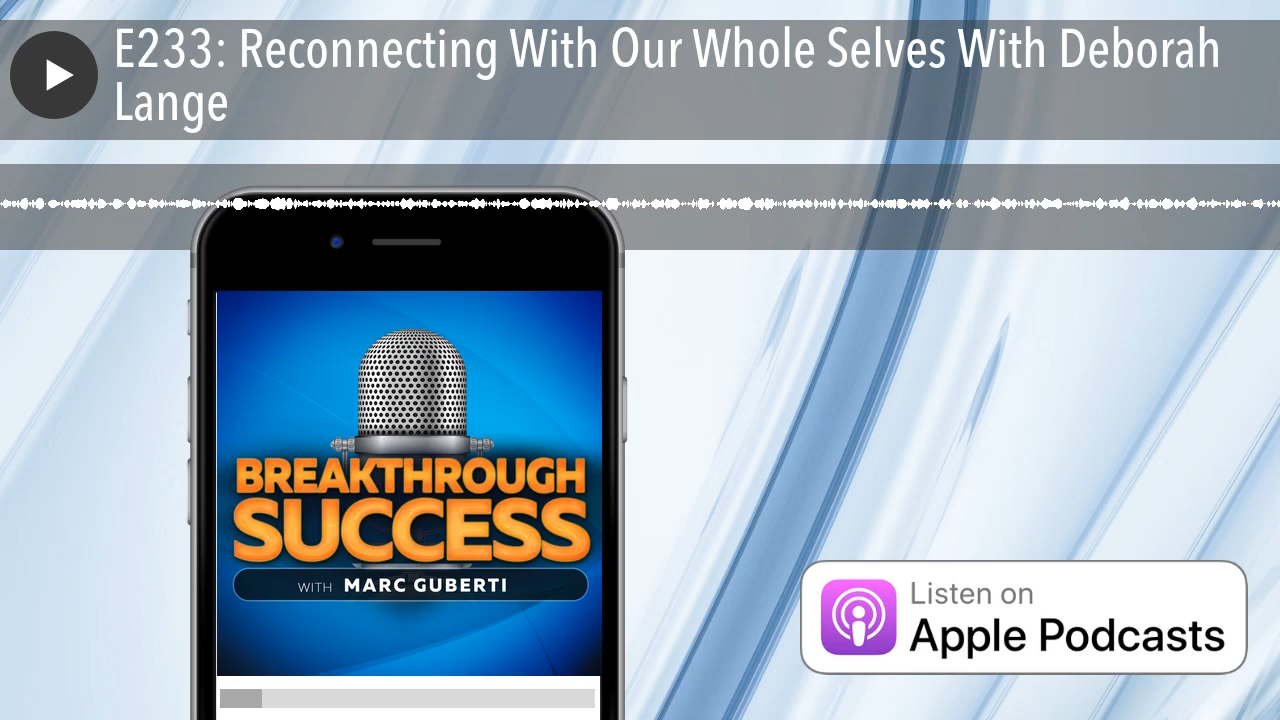 E233: Reconnecting With Our Whole Selves With Deborah
Lange
BREAKTHROUGH
SUCCESS
WITH MARC GUBERTI
Listen on
Apple Podcasts